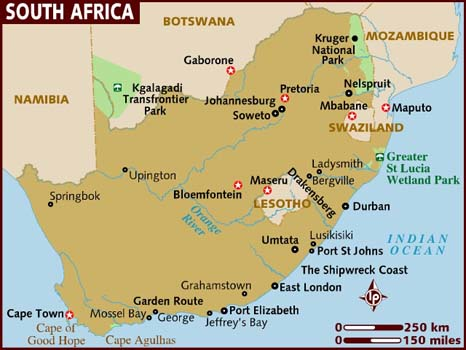 SOUTH AFRICA
BOTSWANA
MOZAMBIQUE
Kruger
National
Park
Gaborone
Kgalagadi
Transfrontier
Park
NAMIBIA
Pretoria
Nelspruit
Johannesburg
Mbabane
Maputo
Soweto
SWAZILAND
Greater
St Lucia
Wetland Park
Ladysmith
Upington
Maseru
Bergville
Drakensberg
Springbok
Bloemfontein
LESOTHO
Durban
Orange
River
Lusikisiki
INDIAN
OCEAN
Umtata
Port St Johns
The Shipwreck Coast
Grahamstown
East London
Garden Route
Cape Town
Mossel Bay
George
Port Elizabeth
Jeffrey's Bay
Cape of
Good Hope
Cape Agulhas
LP
0
250 km
0
150 miles